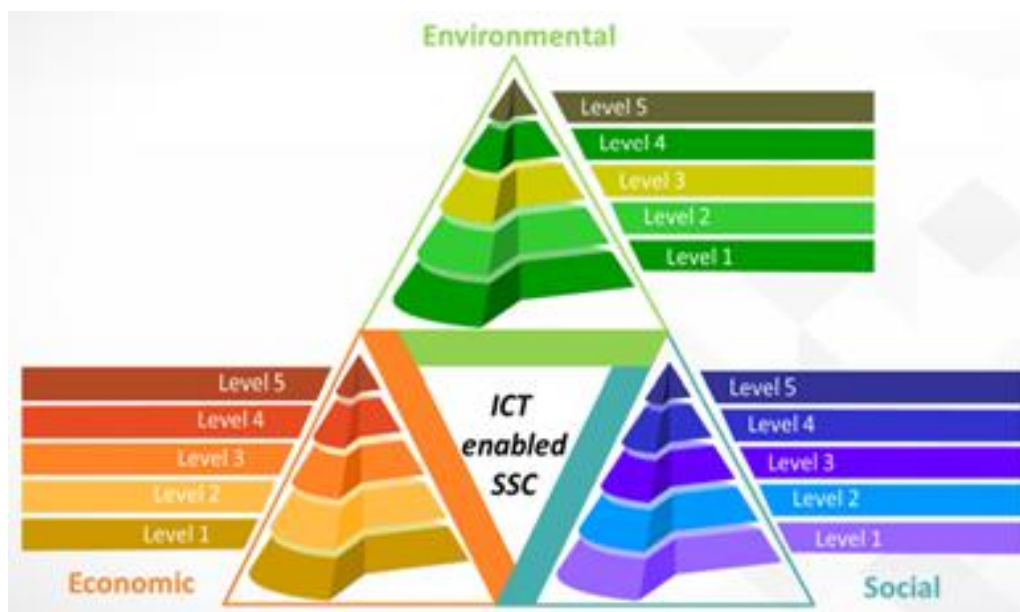 Environmental
Level 5
Level 4
Level 3
Level 2
Level 1
Level 5
Level 4
Level 3
Level 2
Level 1
Economic
ICT
enabled
SSC
Level 5
Level 4
Level 3
Level 2
Level 1
Social